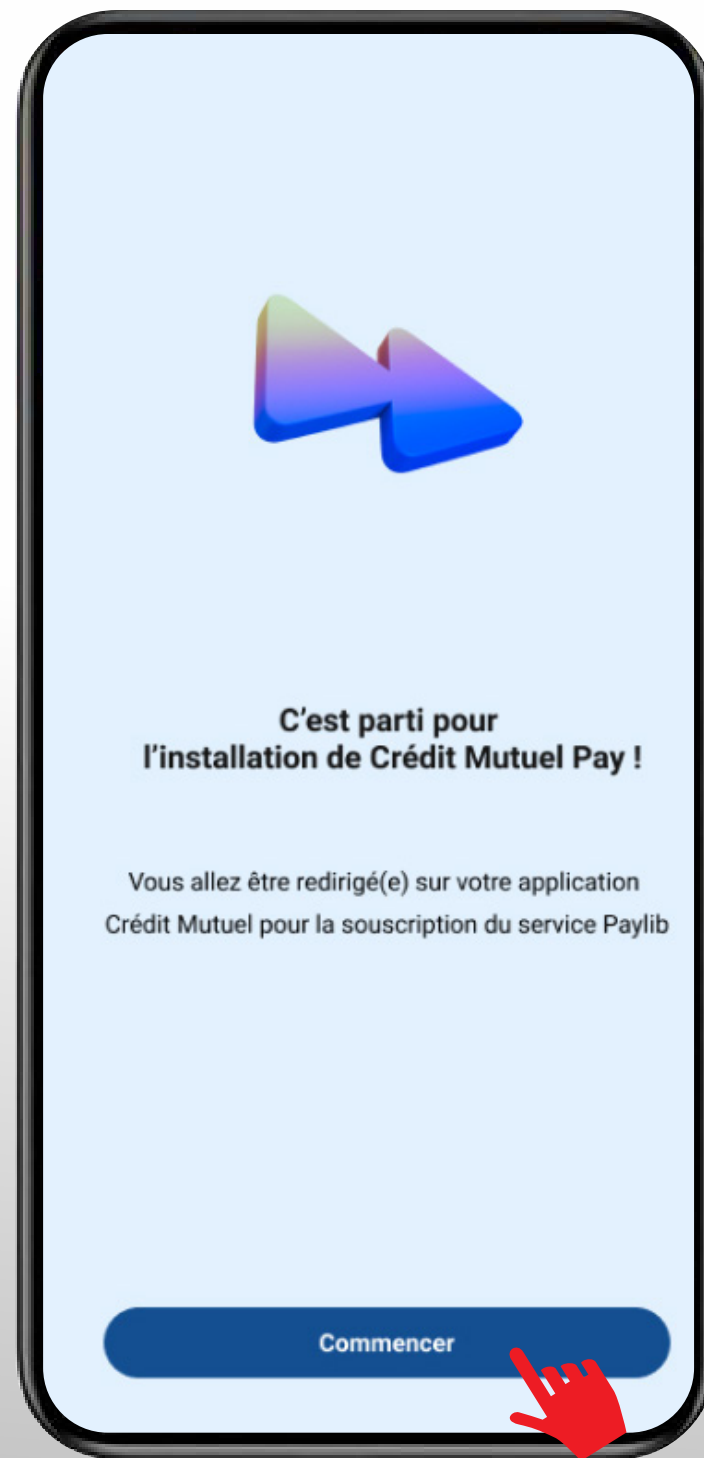 C’est parti pour
l’installation de Crédit Mutuel Pay !
Vous allez être redirigé(e) sur votre application
Crédit Mutuel pour la souscription du service Paylib
Commencer